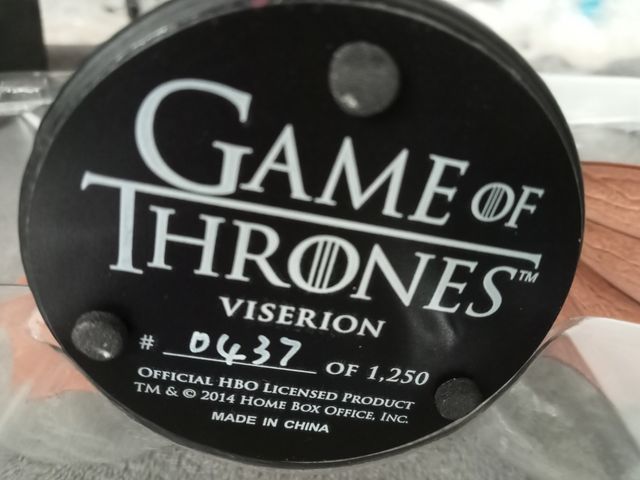 GAME OF
THRONES™
VISERION
# 0437 OF 1,250
OFFICIAL HBO LICENSED PRODUCT
TM & © 2014 HOME BOX OFFICE, INC.
MADE IN CHINA